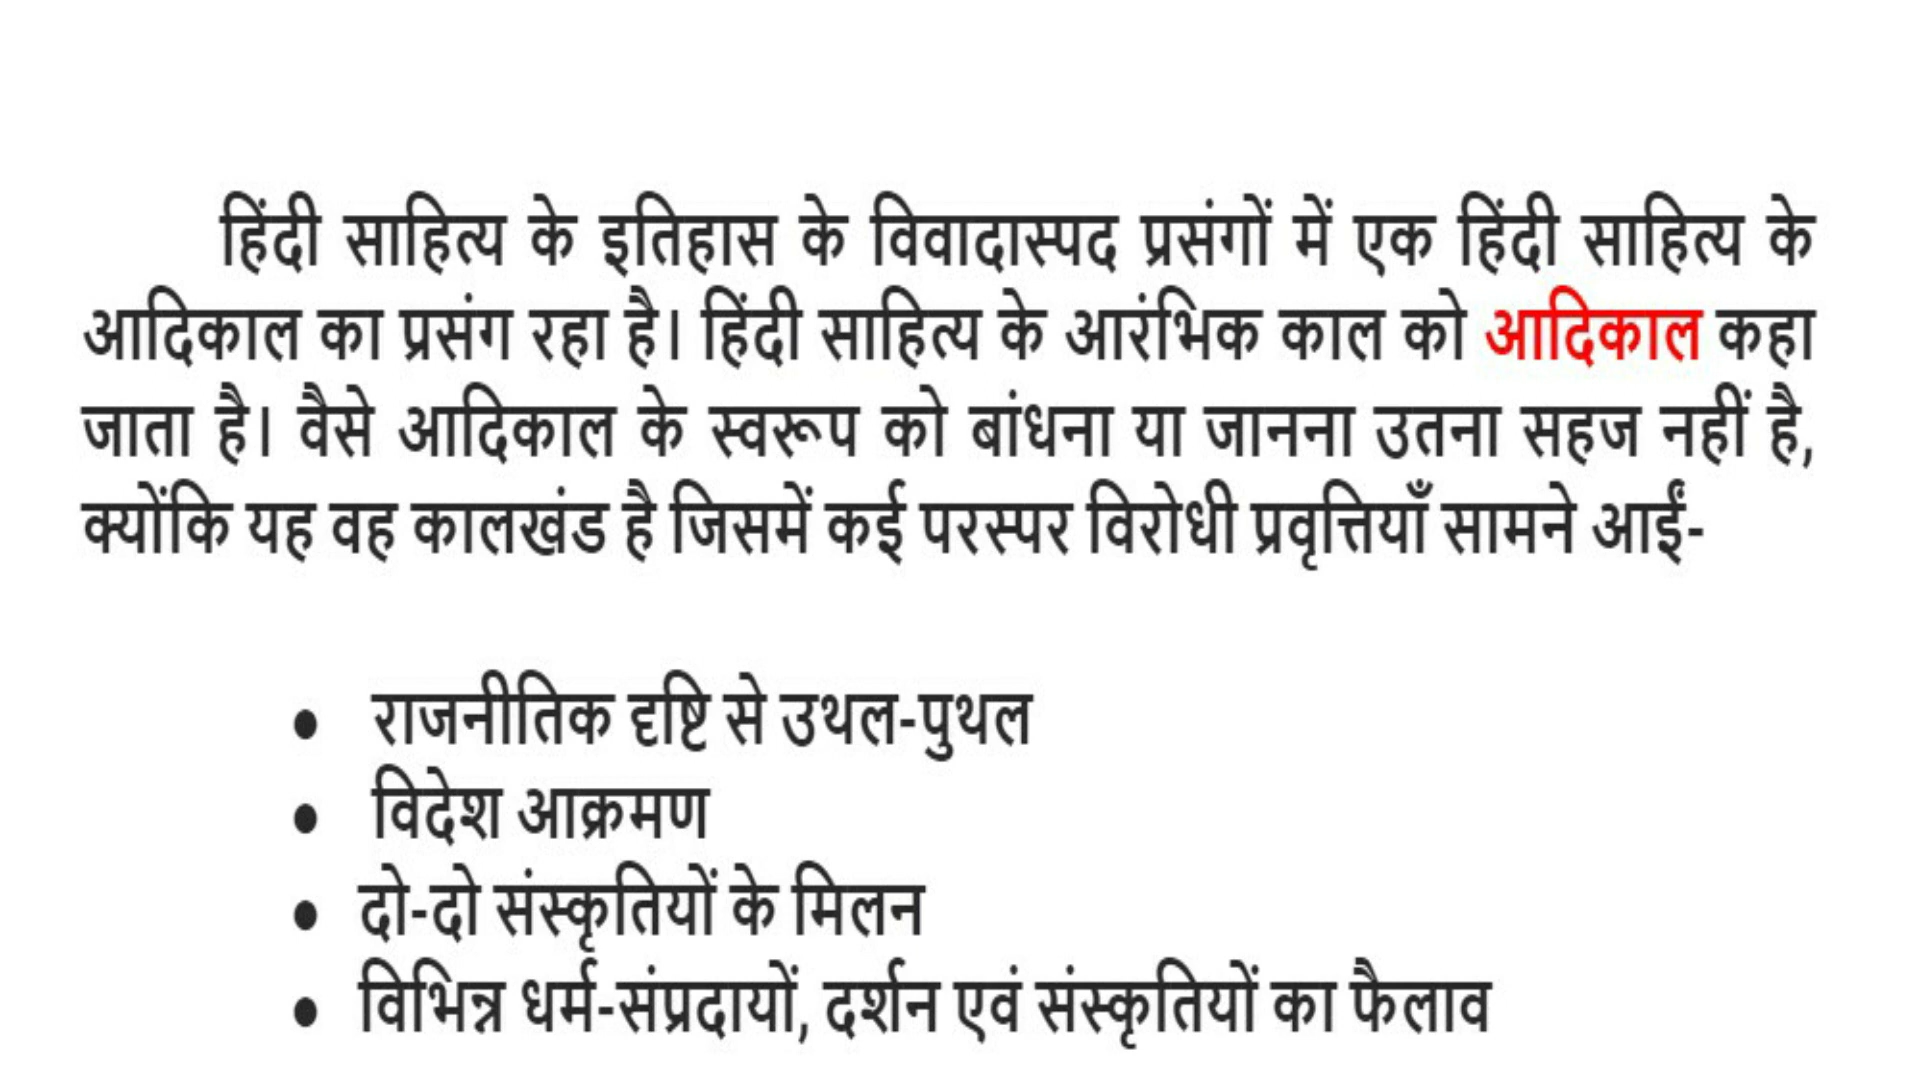 हिंदी साहित्य के इतिहास के विवादास्पद प्रसंगों में एक हिंदी साहित्य के
आदिकाल का प्रसंग रहा है। हिंदी साहित्य के आरंभिक काल को आदिकाल कहा
जाता है। वैसे आदिकाल के स्वरूप को बांधना या जानना उतना सहज नहीं है,
क्योंकि यह वह कालखंड है जिसमें कई परस्पर विरोधी प्रवृत्तियाँ सामने आईं-
• राजनीतिक दृष्टि से उथल-पुथल
• विदेश आक्रमण
• दो-दो संस्कृतियों के मिलन
• विभिन्न धर्म-संप्रदायों, दर्शन एवं संस्कृतियों का फैलाव